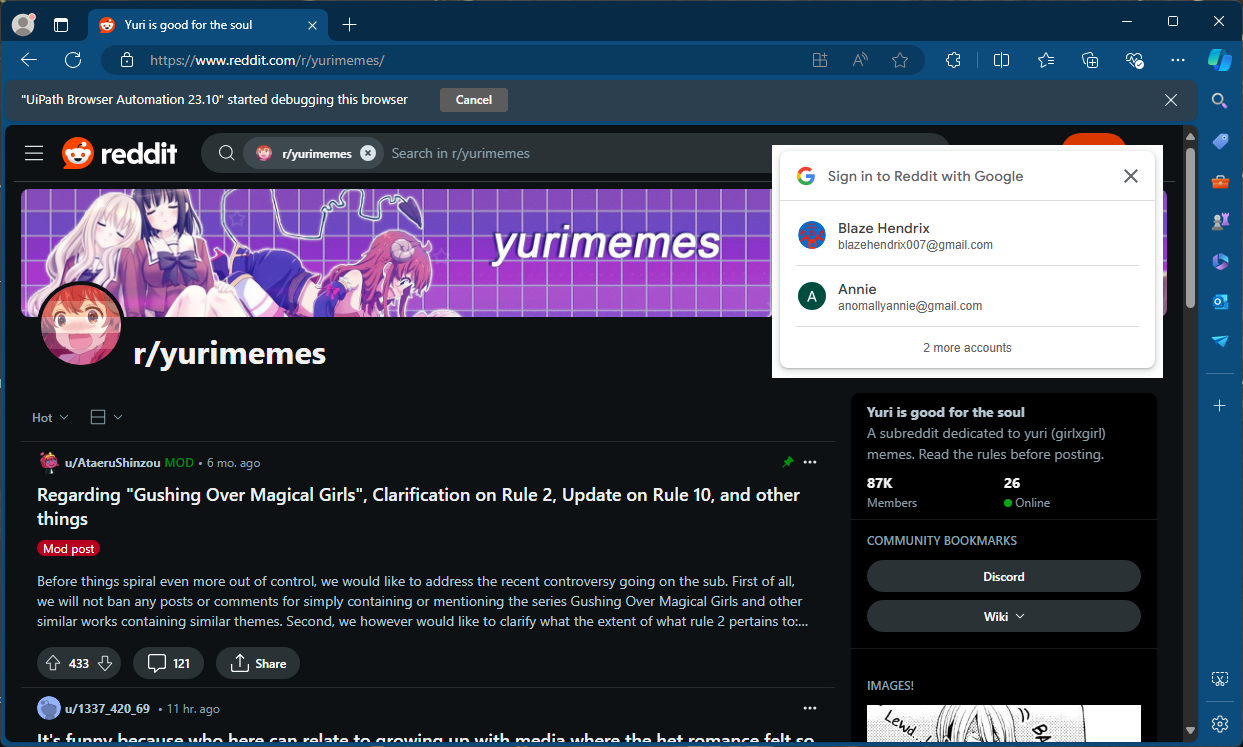 Yuri is good for the soul
https://www.reddit.com/r/yurimemes/
"UiPath Browser Automation 23.10" started debugging this browser
Cancel
reddit
r/yurimemes
Search in r/yurimemes
yurimemes
Sign in to Reddit with Google
Blaze Hendrix
blazehendrix007@gmail.com
A
Annie
anomallyannie@gmail.com
2 more accounts
r/yurimemes
Hot
u/AtaeruShinzou MOD • 6 mo. ago
Regarding "Gushing Over Magical Girls", Clarification on Rule 2, Update on Rule 10, and other
things
Mod post
Before things spiral even more out of control, we would like to address the recent controversy going on the sub. First of all,
we will not ban any posts or comments for simply containing or mentioning the series Gushing Over Magical Girls and other
similar works containing similar themes. Second, we however would like to clarify what the extent of what rule 2 pertains to:...
433
121
Share
u/1337_420_69 • 11 hr. ago
It's funny because who here can relate to growing up with media where the het romance felt so
Yuri is good for the soul
A subreddit dedicated to yuri (girlxgirl)
memes. Read the rules before posting.
87K
26
Members
Online
COMMUNITY BOOKMARKS
Discord
Wiki
IMAGES!
Lewd..